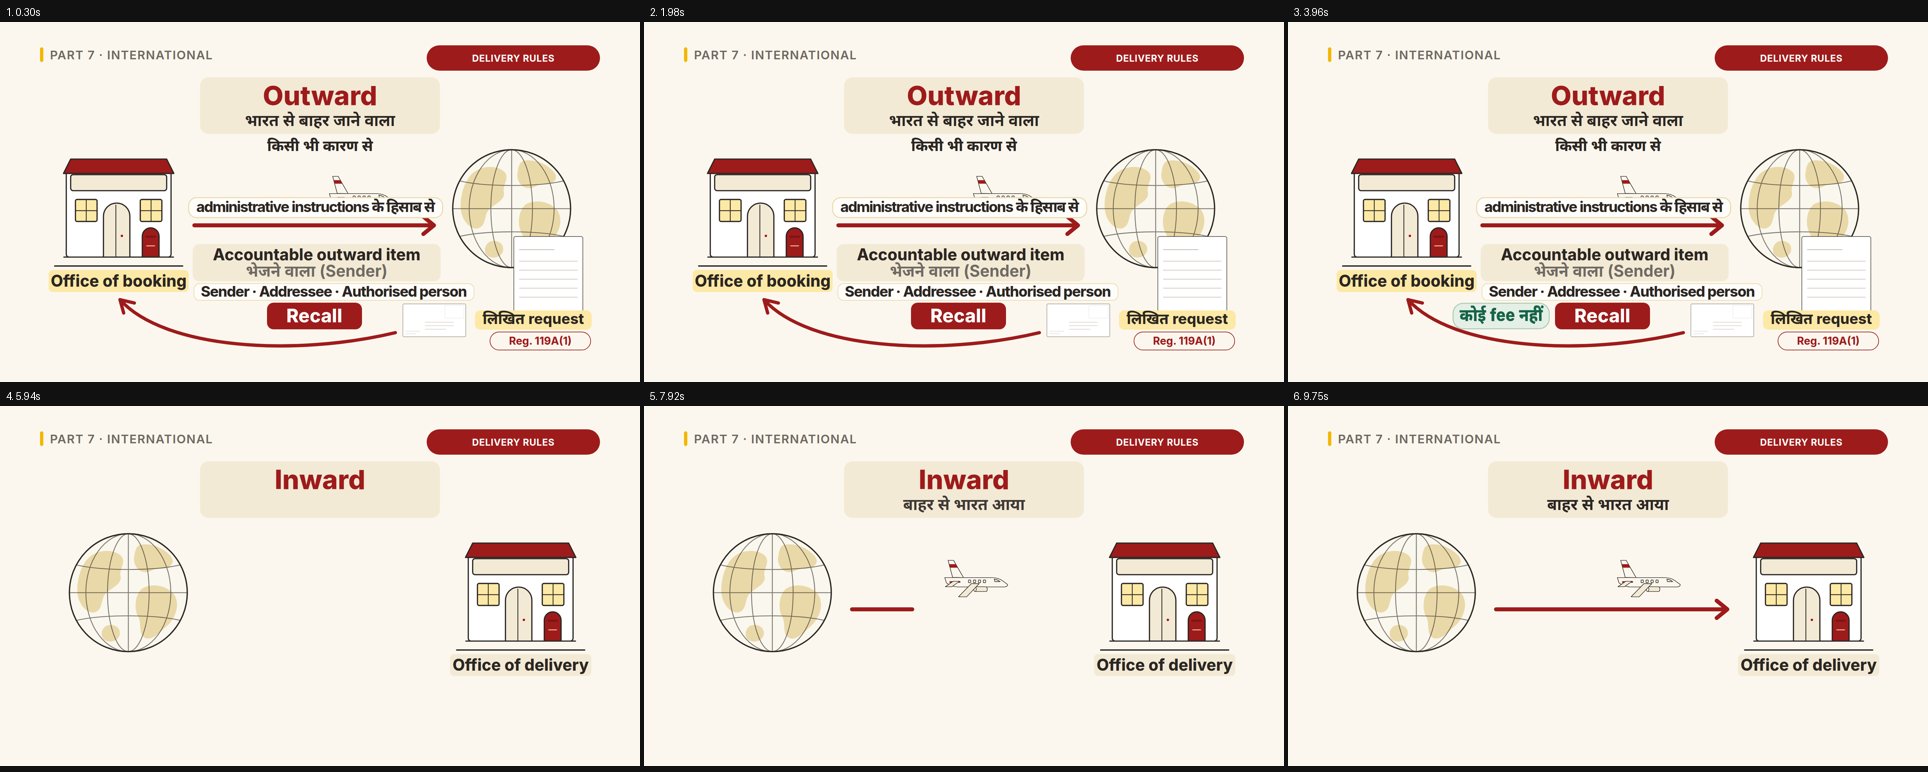 1. 0.30s
PART 7 · INTERNATIONAL
DELIVERY RULES
Outward
भारत से बाहर जाने वाला
किसी भी कारण से
administrative instructions के हिसाब से
Accountable outward item
भेजने वाला (Sender)
Office of booking
Sender · Addressee · Authorised person
Recall
लिखित request
Reg. 119A(1)
2. 1.98s
PART 7 · INTERNATIONAL
DELIVERY RULES
Outward
भारत से बाहर जाने वाला
किसी भी कारण से
administrative instructions के हिसाब से
Accountable outward item
भेजने वाला (Sender)
Office of booking
Sender · Addressee · Authorised person
Recall
लिखित request
Reg. 119A(1)
3. 3.96s
PART 7 · INTERNATIONAL
DELIVERY RULES
Outward
भारत से बाहर जाने वाला
किसी भी कारण से
administrative instructions के हिसाब से
Accountable outward item
भेजने वाला (Sender)
Office of booking
Sender · Addressee · Authorised person
कोई fee नहीं
Recall
लिखित request
Reg. 119A(1)
4. 5.94s
PART 7 · INTERNATIONAL
DELIVERY RULES
Inward
Office of delivery
5. 7.92s
PART 7 · INTERNATIONAL
DELIVERY RULES
Inward
बाहर से भारत आया
Office of delivery
6. 9.75s
PART 7 · INTERNATIONAL
DELIVERY RULES
Inward
बाहर से भारत आया
Office of delivery